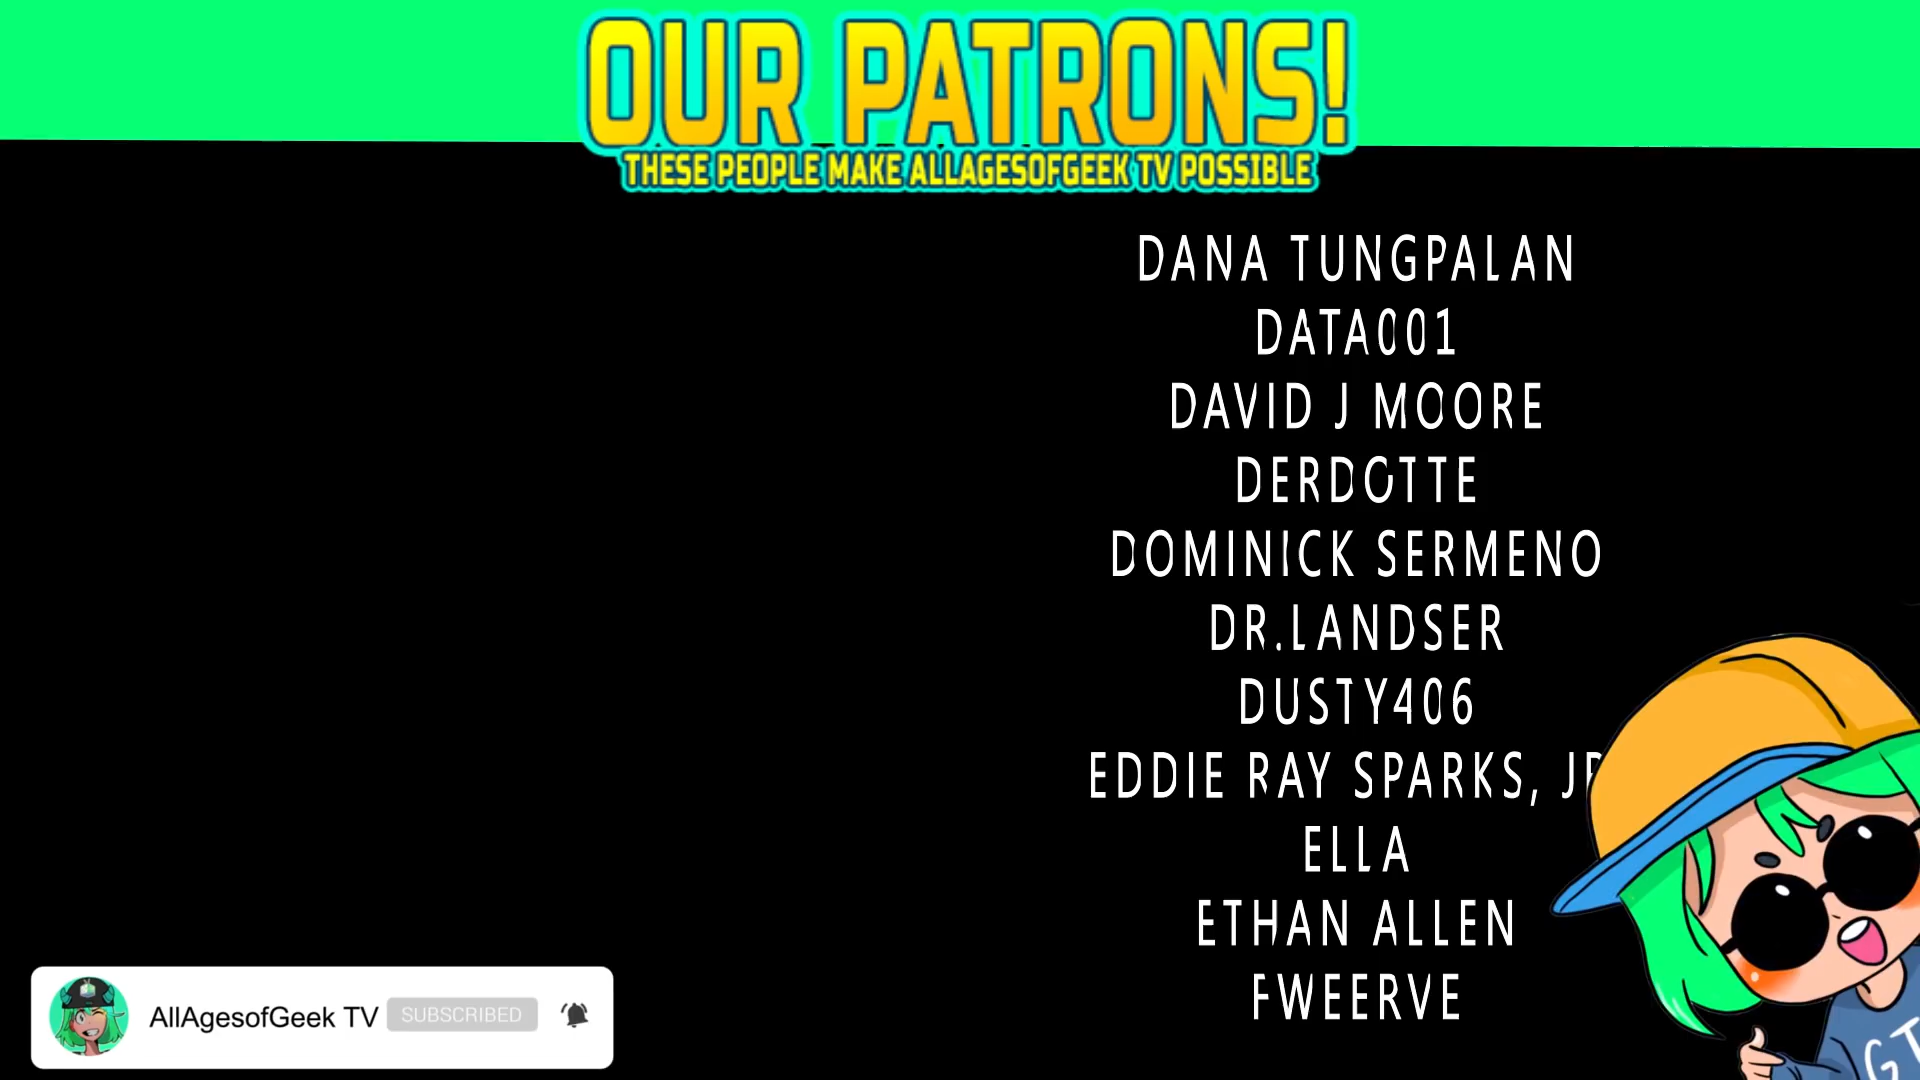 OUR PATRONS!
THESE PEOPLE MAKE ALLAGESOFGEEK TV POSSIBLE
DANA TUNGPALAN
DATA001
DAVID J MOORE
DERDOTTE
DOMINICK SERMENO
DR.LANDSER
DUSTY406
EDDIE RAY SPARKS, JR
ELLA
ETHAN ALLEN
FWEERVE
AllAgesofGeek TV SUBSCRIBED